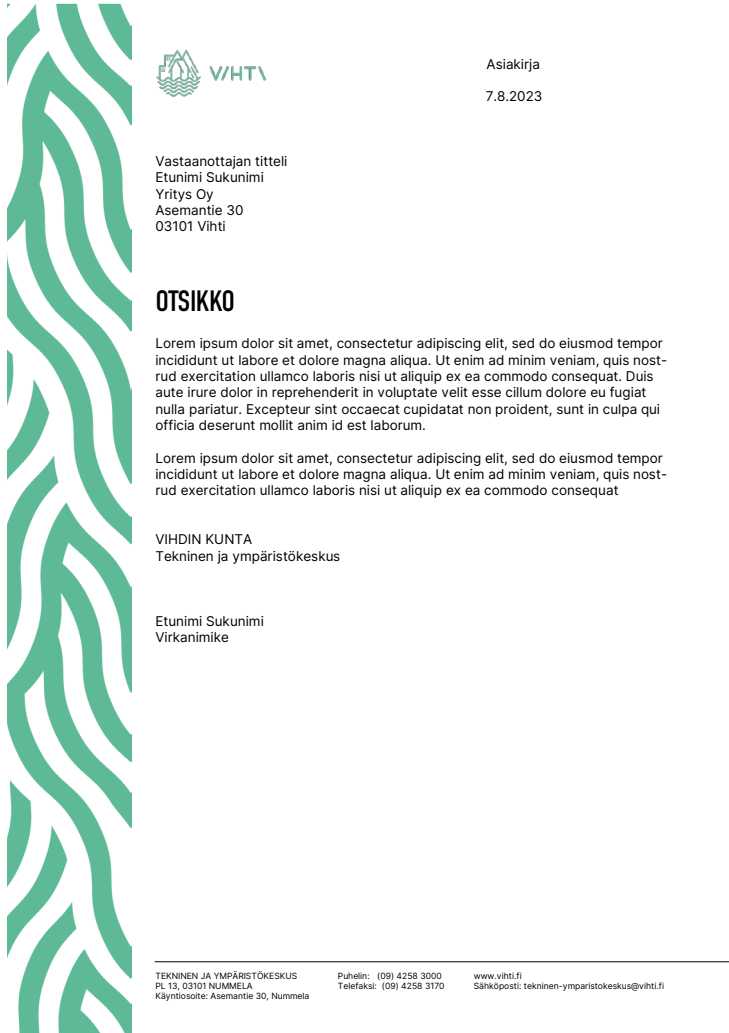 VIHTI
Asiakirja
7.8.2023
Vastaanottajan titteli
Etunimi Sukunimi
Yritys Oy
Asemantie 30
03101 Vihti
OTSIKKO
Lorem ipsum dolor sit amet, consectetur adipiscing elit, sed do eiusmod tempor
incididunt ut labore et dolore magna aliqua. Ut enim ad minim veniam, quis nost-
rud exercitation ullamco laboris nisi ut aliquip ex ea commodo consequat. Duis
aute irure dolor in reprehenderit in voluptate velit esse cillum dolore eu fugiat
nulla pariatur. Excepteur sint occaecat cupidatat non proident, sunt in culpa qui
officia deserunt mollit anim id est laborum.
Lorem ipsum dolor sit amet, consectetur adipiscing elit, sed do eiusmod tempor
incididunt ut labore et dolore magna aliqua. Ut enim ad minim veniam, quis nost-
rud exercitation ullamco laboris nisi ut aliquip ex ea commodo consequat
VIHDIN KUNTA
Tekninen ja ympäristökeskus
Etunimi Sukunimi
Virkanimike
TEKNINEN JA YMPÄRISTÖKESKUS
PL 13, 03101 NUMMELA
Käyntiosoite: Asemantie 30, Nummela
Puhelin: (09) 4258 3000
Telefaksi: (09) 4258 3170
www.vihti.fi
Sähköposti: tekninen-ymparistokeskus@vihti.fi